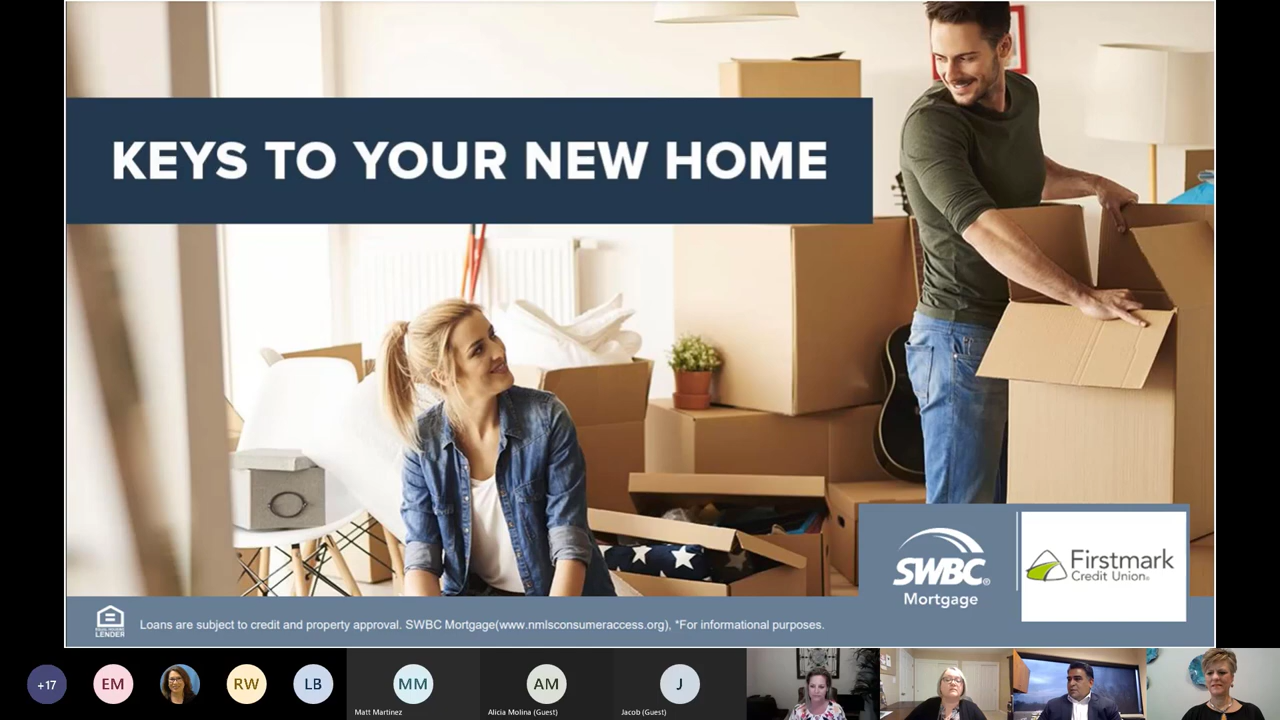 KEYS TO YOUR NEW HOME
SWBC®
Mortgage
Firstmark
Credit Union
LENDER
Loans are subject to credit and property approval. SWBC Mortgage(www.nmlsconsumeraccess.org), *For informational purposes.
+17
EM
RW
LB
MM
Matt Martinez
AM
Alicia Molina (Guest)
J
Jacob (Guest)